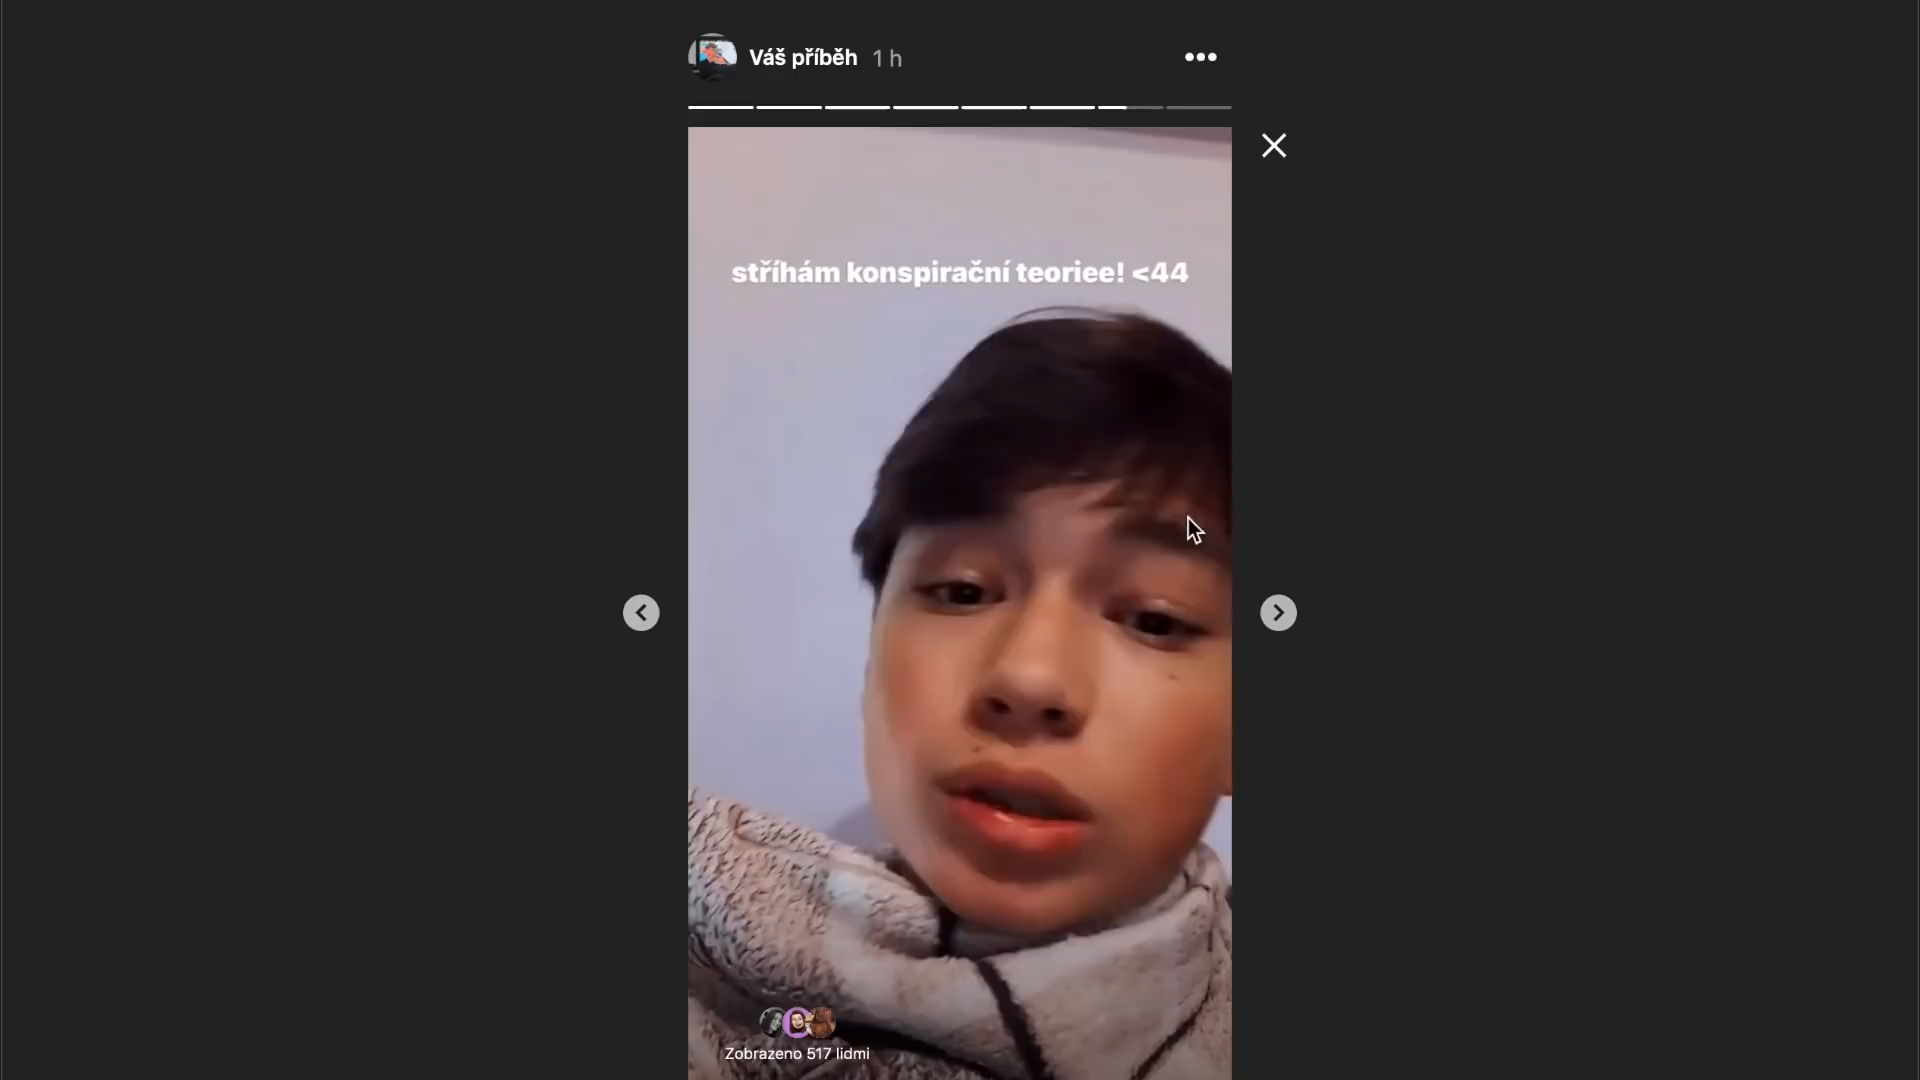 Váš příběh 1 h
stříhám konspirační teoriee! <44
Zobrazeno 517 lidmi